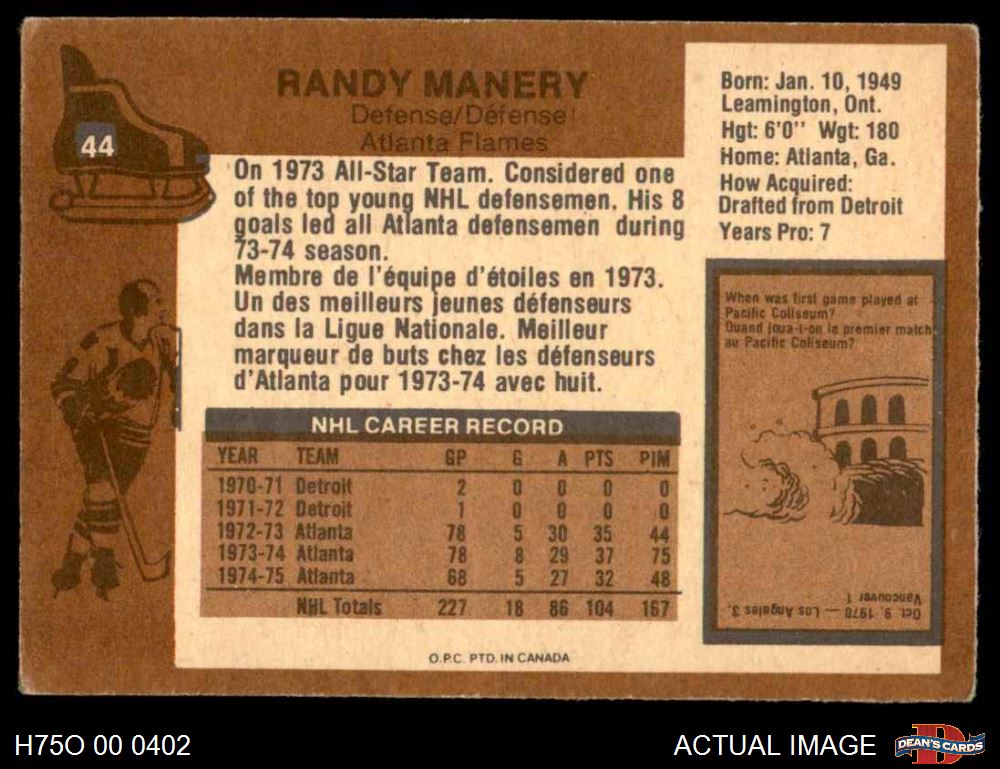 RANDY MANERY
Defense/Défense
Atlanta Flames
44
On 1973 All-Star Team. Considered one
of the top young NHL defensemen. His 8
goals led all Atlanta defensemen during
73-74 season.
Membre de l'équipe d'étoiles en 1973.
Un des meilleurs jeunes défenseurs
dans la Ligue Nationale. Meilleur
marqueur de buts chez les défenseurs
d'Atlanta pour 1973-74 avec huit.
NHL CAREER RECORD
YEAR TEAM GP G A PTS PIM
1970-71 Detroit 2 0 0 0 0
1971-72 Detroit 1 0 0 0 0
1972-73 Atlanta 78 5 30 35 44
1973-74 Atlanta 78 8 29 37 75
1974-75 Atlanta 68 5 27 32 48
NHL Totals 227 18 86 104 167
O.P.C. PTD. IN CANADA
Born: Jan. 10, 1949
Leamington, Ont.
Hgt: 6'0'' Wgt: 180
Home: Atlanta, Ga.
How Acquired:
Drafted from Detroit
Years Pro: 7
When was first game played at
Pacific Coliseum?
Quand joua-t-on le premier match
au Pacific Coliseum?
Oct. 9, 1970 — Los Angeles 3,
Vancouver 1
H75O 00 0402
ACTUAL IMAGE
D
DEAN'S CARDS